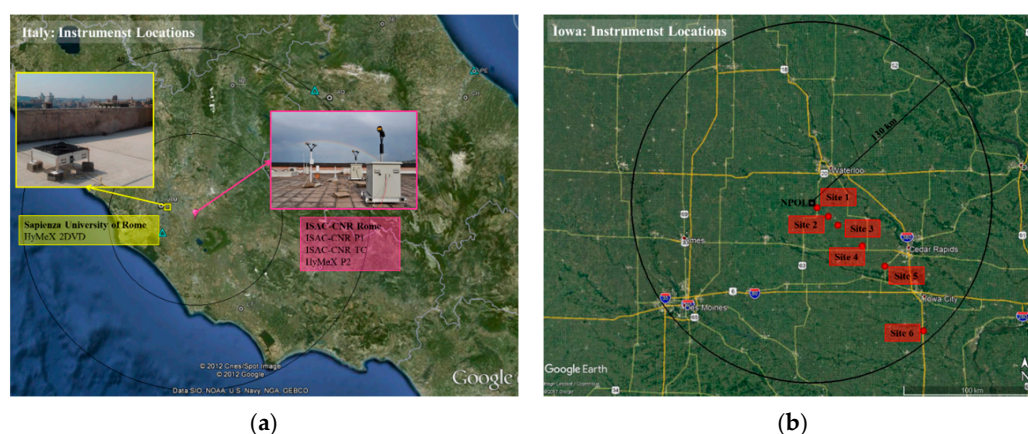 Italy: Instrument Locations
Sapienza University of Rome
HyMeX 2DVD
ISAC-CNR Rome
ISAC-CNR P1
ISAC-CNR TC
HyMeX P2
© 2012 Cnes/Spot Image
© 2012 Google
Data SIO, NOAA, U.S. Navy, NGA, GEBCO
Google
(a)
Iowa: Instrumenst Locations
130 km
Waterloo
NPOL
Site 1
Site 2
Site 3
Site 4
Cedar Rapids
Site 5
Ames
Iowa City
Des Moines
Site 6
Google Earth
100 km
(b)